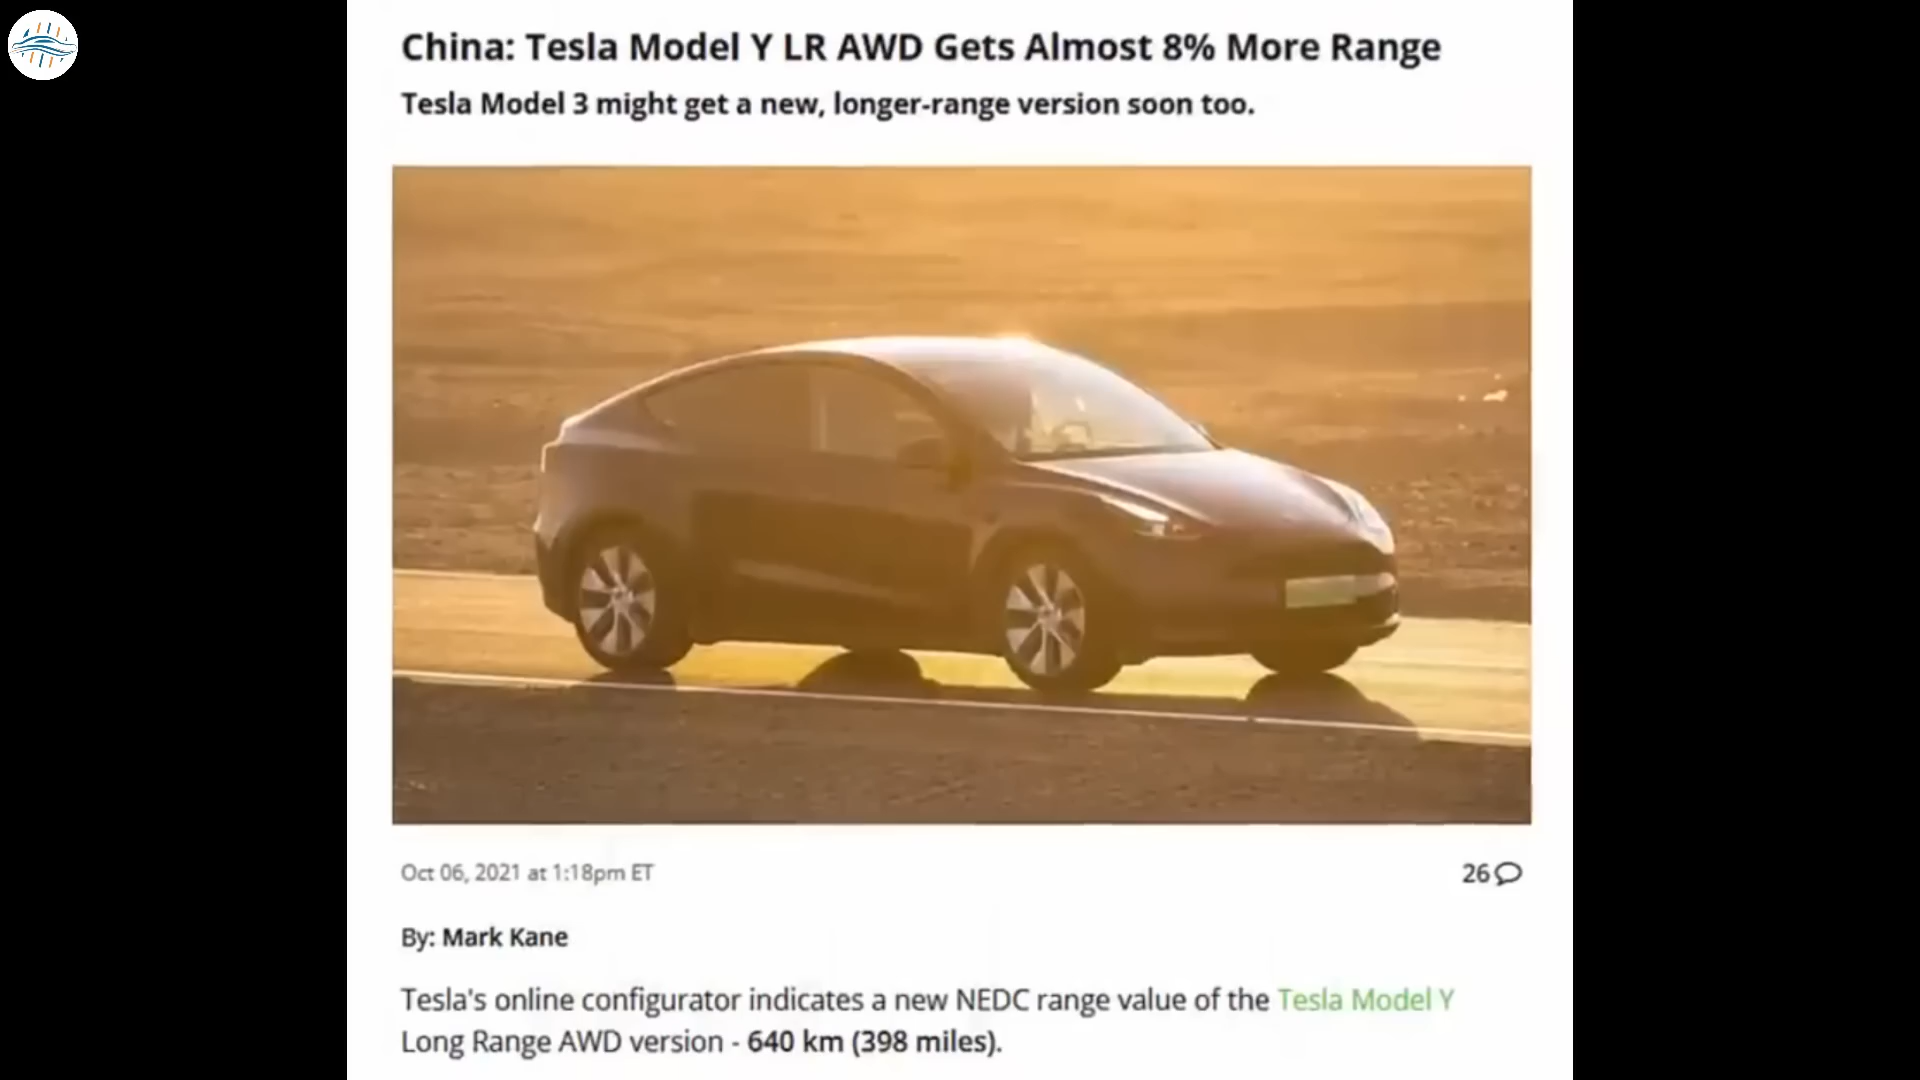 China: Tesla Model Y LR AWD Gets Almost 8% More Range
Tesla Model 3 might get a new, longer-range version soon too.
Oct 06, 2021 at 1:18pm ET
26
By: Mark Kane
Tesla's online configurator indicates a new NEDC range value of the Tesla Model Y
Long Range AWD version - 640 km (398 miles).